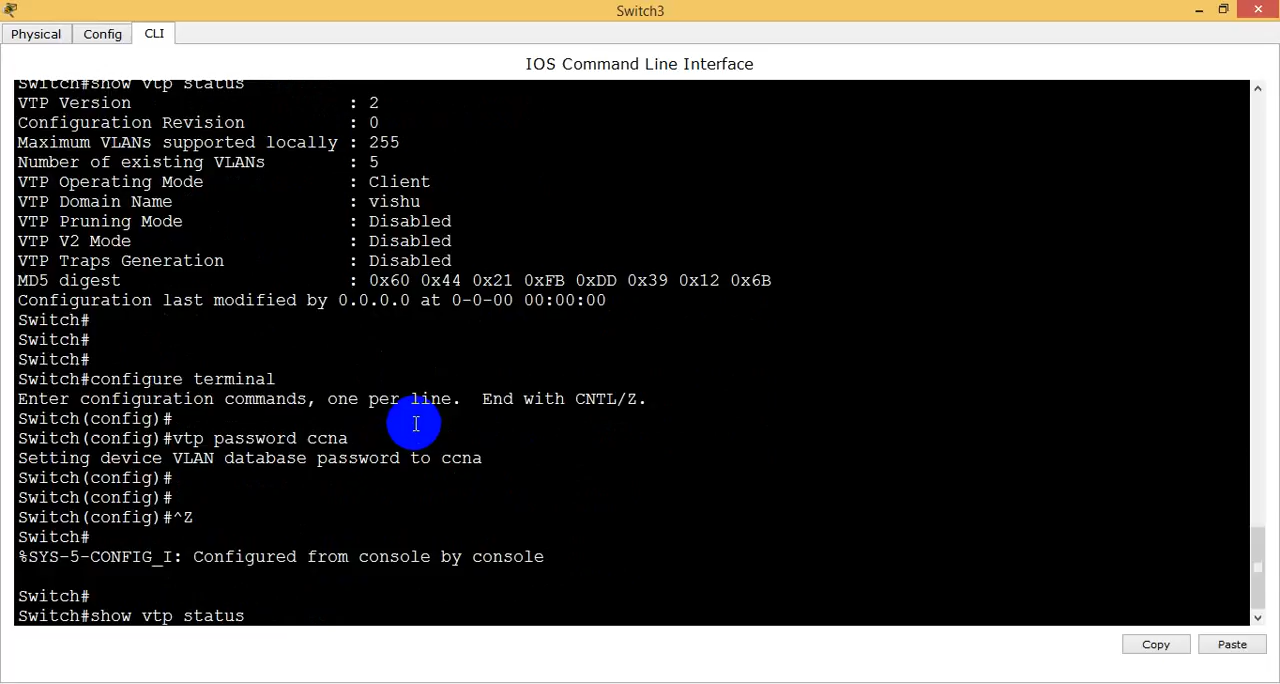 Switch3
Physical Config CLI
IOS Command Line Interface
Switch#show vtp status
VTP Version : 2
Configuration Revision : 0
Maximum VLANs supported locally : 255
Number of existing VLANs : 5
VTP Operating Mode : Client
VTP Domain Name : vishu
VTP Pruning Mode : Disabled
VTP V2 Mode : Disabled
VTP Traps Generation : Disabled
MD5 digest : 0x60 0x44 0x21 0xFB 0xDD 0x39 0x12 0x6B
Configuration last modified by 0.0.0.0 at 0-0-00 00:00:00
Switch#
Switch#
Switch#
Switch#configure terminal
Enter configuration commands, one per line. End with CNTL/Z.
Switch(config)#
Switch(config)#vtp password ccna
Setting device VLAN database password to ccna
Switch(config)#
Switch(config)#
Switch(config)#^Z
Switch#
%SYS-5-CONFIG_I: Configured from console by console
Switch#
Switch#show vtp status
Copy Paste